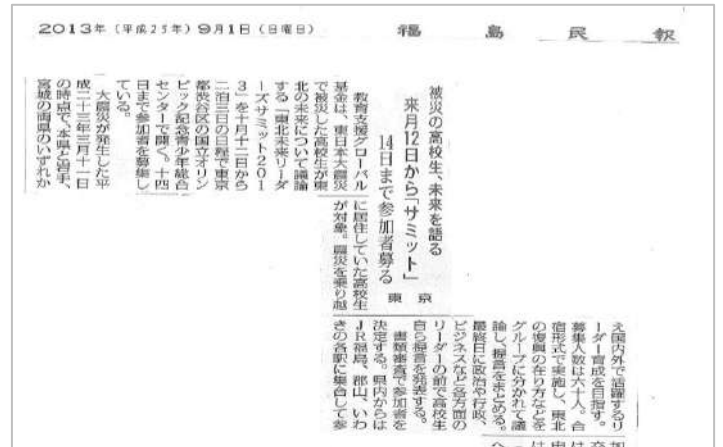 2013年(平成25年)9月1日(日曜日)
福島民報
被災の高校生、未来を語る
来月12日から「サミット」
14日まで参加者募る
東京
教育支援グローバル
基金は、東日本大震災
で被災した高校生が東
北の未来について議論
する「東北未来リーダ
ーズサミット201
3」を十月十二日から
二泊三日の日程で東京
都渋谷区の国立オリン
ピック記念青少年総合
センターで開く。十四
日まで参加者を募集し
ている。
大震災が発生した平
成二十三年三月十一日
の時点で、本県と岩手、
宮城の両県のいずれか
に居住していた高校生
が対象。震災を乗り越
え国内外で活躍するリ
ーダー育成を目指す。
募集人数は六十人。合
宿形式で実施し、東北
の復興の在り方などを
グループに分かれて議
論し、提言をまとめる。
最終日に政治や行政、
ビジネスなど各方面の
リーダーの前で高校生
自ら提言を発表する。
書類審査で参加者を
決定する。県内からは
JR福島、郡山、いわ
きの各駅に集合して参
加